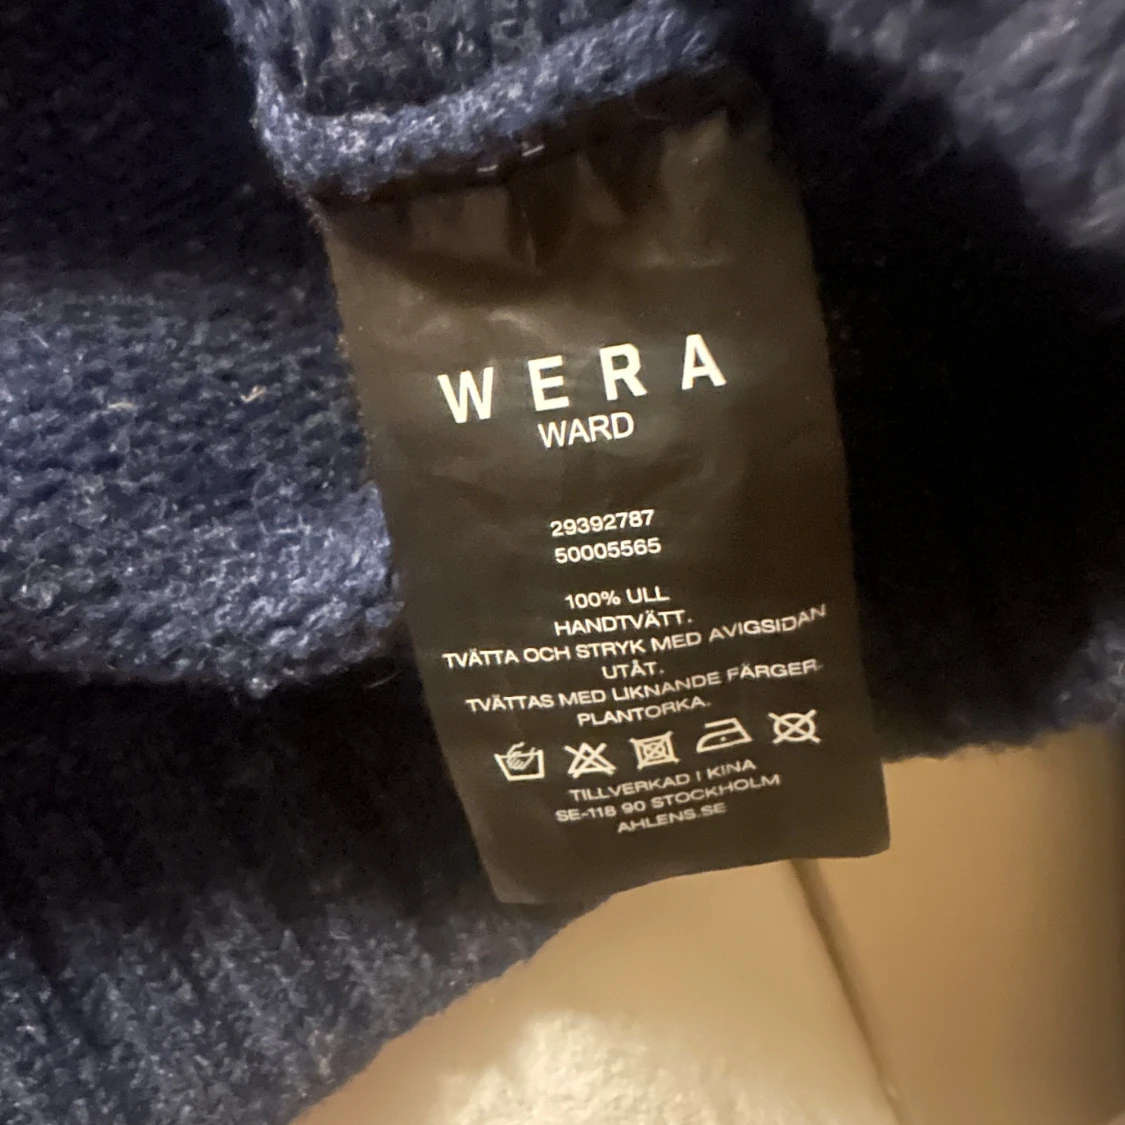 WERA
WARD
29392787
50005565
100% ULL
HANDTVÄTT.
TVÄTTA OCH STRYK MED AVIGSIDAN
UTÅT.
TVÄTTAS MED LIKNANDE FÄRGER.
PLANTORKA.
TILLVERKAD I KINA
SE-118 90 STOCKHOLM
AHLENS.SE